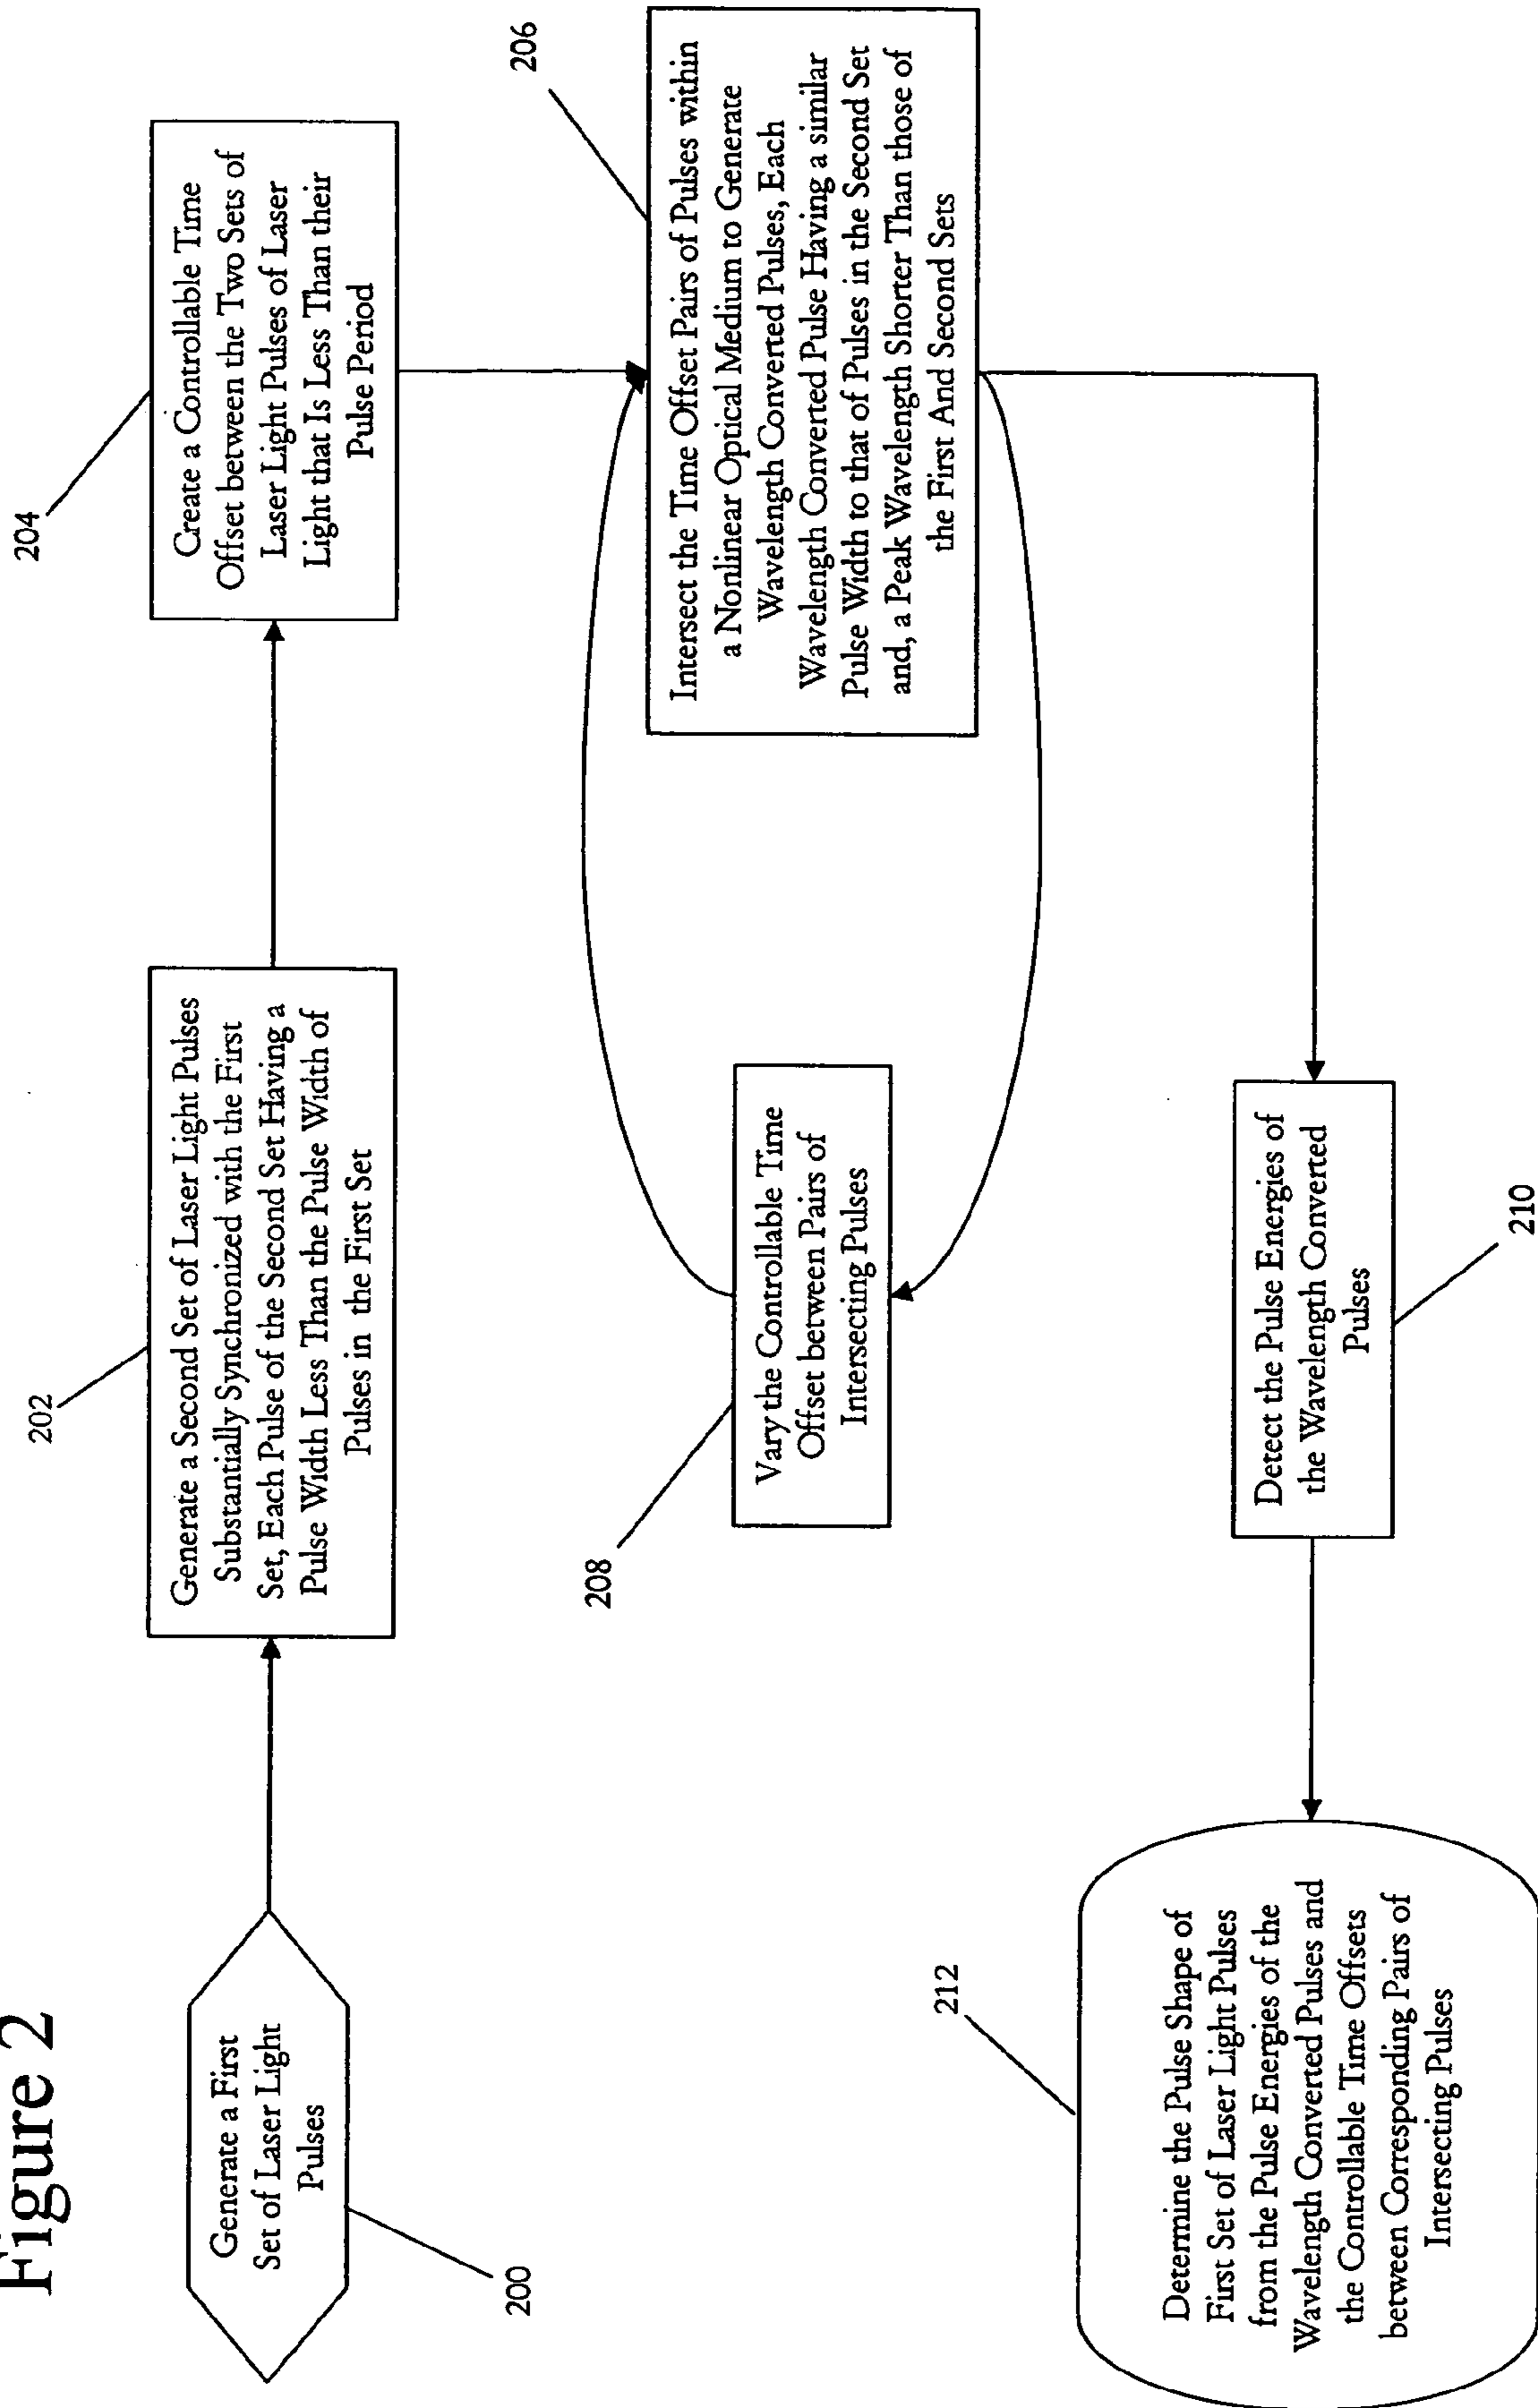 Figure 2
200
Generate a First
Set of Laser Light
Pulses
202
Generate a Second Set of Laser Light Pulses
Substantially Synchronized with the First
Set, Each Pulse of the Second Set Having a
Pulse Width Less Than the Pulse Width of
Pulses in the First Set
204
Create a Controllable Time
Offset between the Two Sets of
Laser Light Pulses of Laser
Light that Is Less Than their
Pulse Period
206
Intersect the Time Offset Pairs of Pulses within
a Nonlinear Optical Medium to Generate
Wavelength Converted Pulses, Each
Wavelength Converted Pulse Having a similar
Pulse Width to that of Pulses in the Second Set
and, a Peak Wavelength Shorter Than those of
the First And Second Sets
208
Vary the Controllable Time
Offset between Pairs of
Intersecting Pulses
Detect the Pulse Energies of
the Wavelength Converted
Pulses
210
212
Determine the Pulse Shape of
First Set of Laser Light Pulses
from the Pulse Energies of the
Wavelength Converted Pulses and
the Controllable Time Offsets
between Corresponding Pairs of
Intersecting Pulses